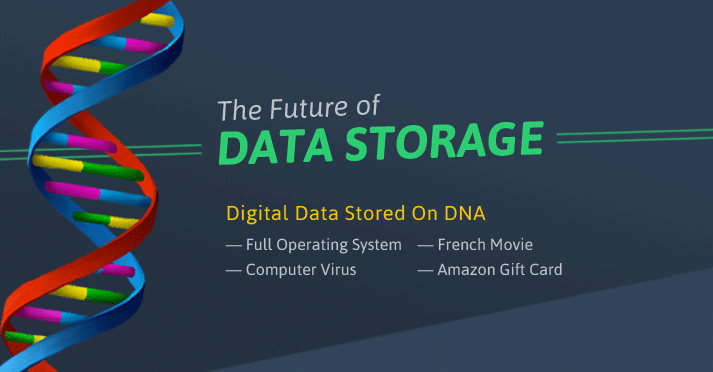 The Future of
DATA STORAGE
Digital Data Stored On DNA
— Full Operating System — French Movie
— Computer Virus — Amazon Gift Card